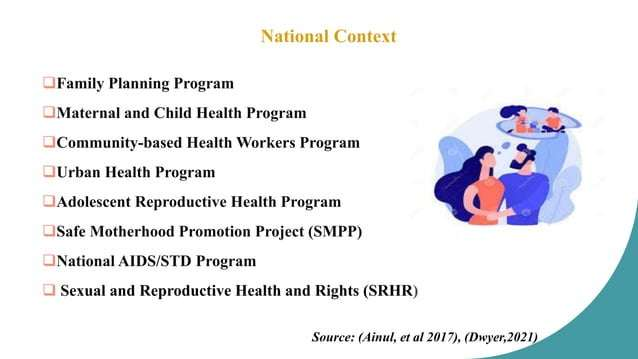 National Context
❑Family Planning Program
❑Maternal and Child Health Program
❑Community-based Health Workers Program
❑Urban Health Program
❑Adolescent Reproductive Health Program
❑Safe Motherhood Promotion Project (SMPP)
❑National AIDS/STD Program
❑ Sexual and Reproductive Health and Rights (SRHR)
Source: (Ainul, et al 2017), (Dwyer,2021)